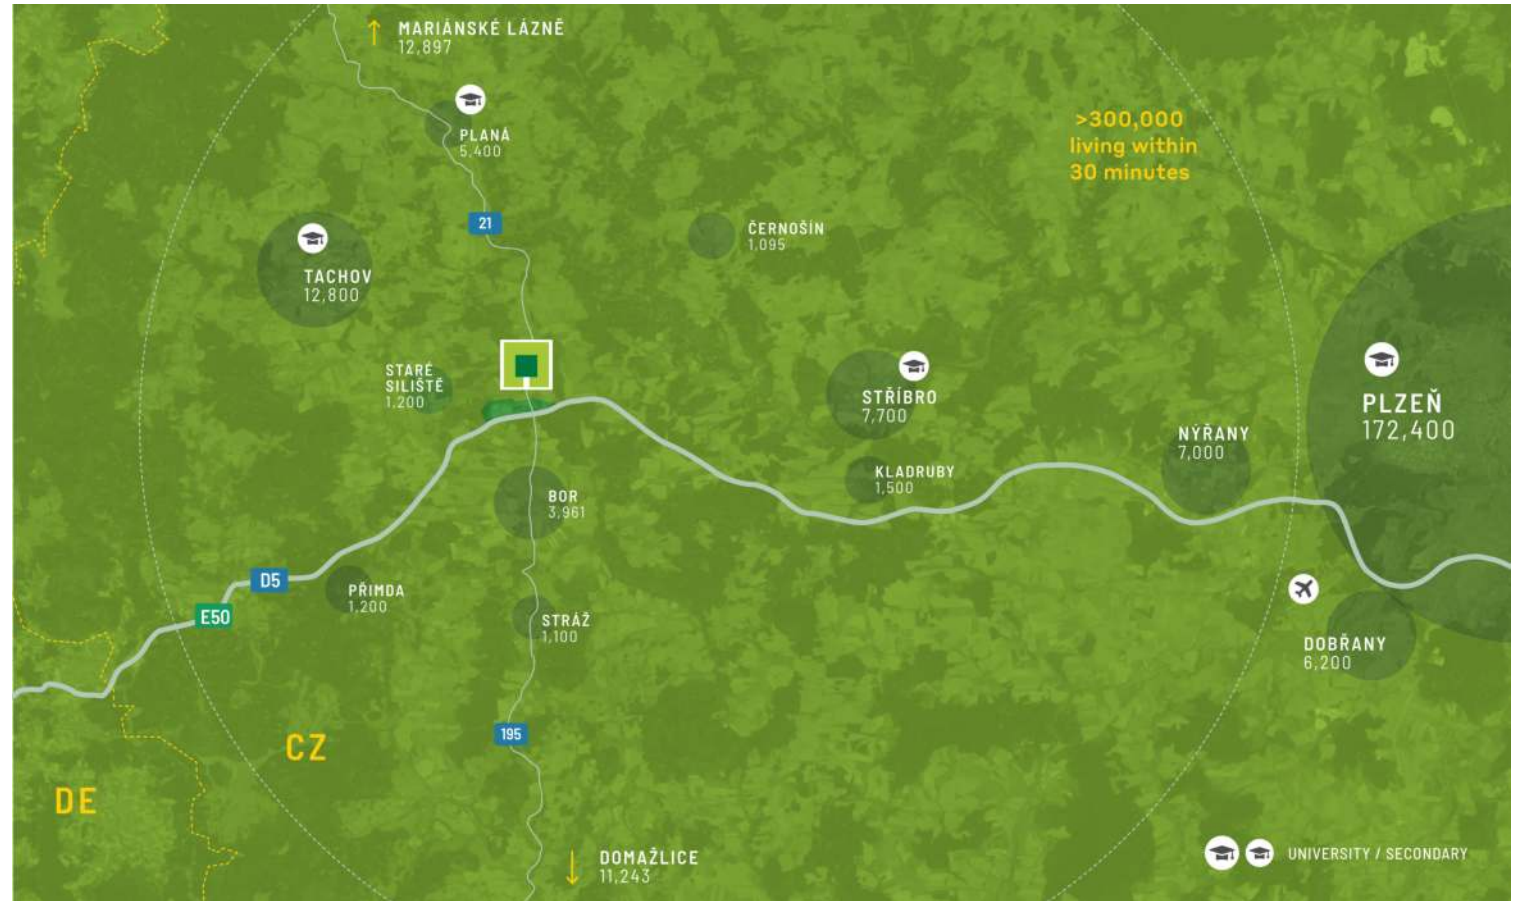 MARIÁNSKÉ LÁZNĚ
12,897
PLANÁ
5,400
>300,000
living within
30 minutes
21
ČERNOŠÍN
1,095
TACHOV
12,800
STARÉ
SILIŠTĚ
1,200
STŘÍBRO
7,700
PLZEŇ
172,400
NÝŘANY
7,000
KLADRUBY
1,500
BOR
3,961
D5
PŘIMDA
1,200
E50
STRÁŽ
1,100
DOBŘANY
6,200
195
CZ
DE
DOMAŽLICE
11,243
UNIVERSITY / SECONDARY